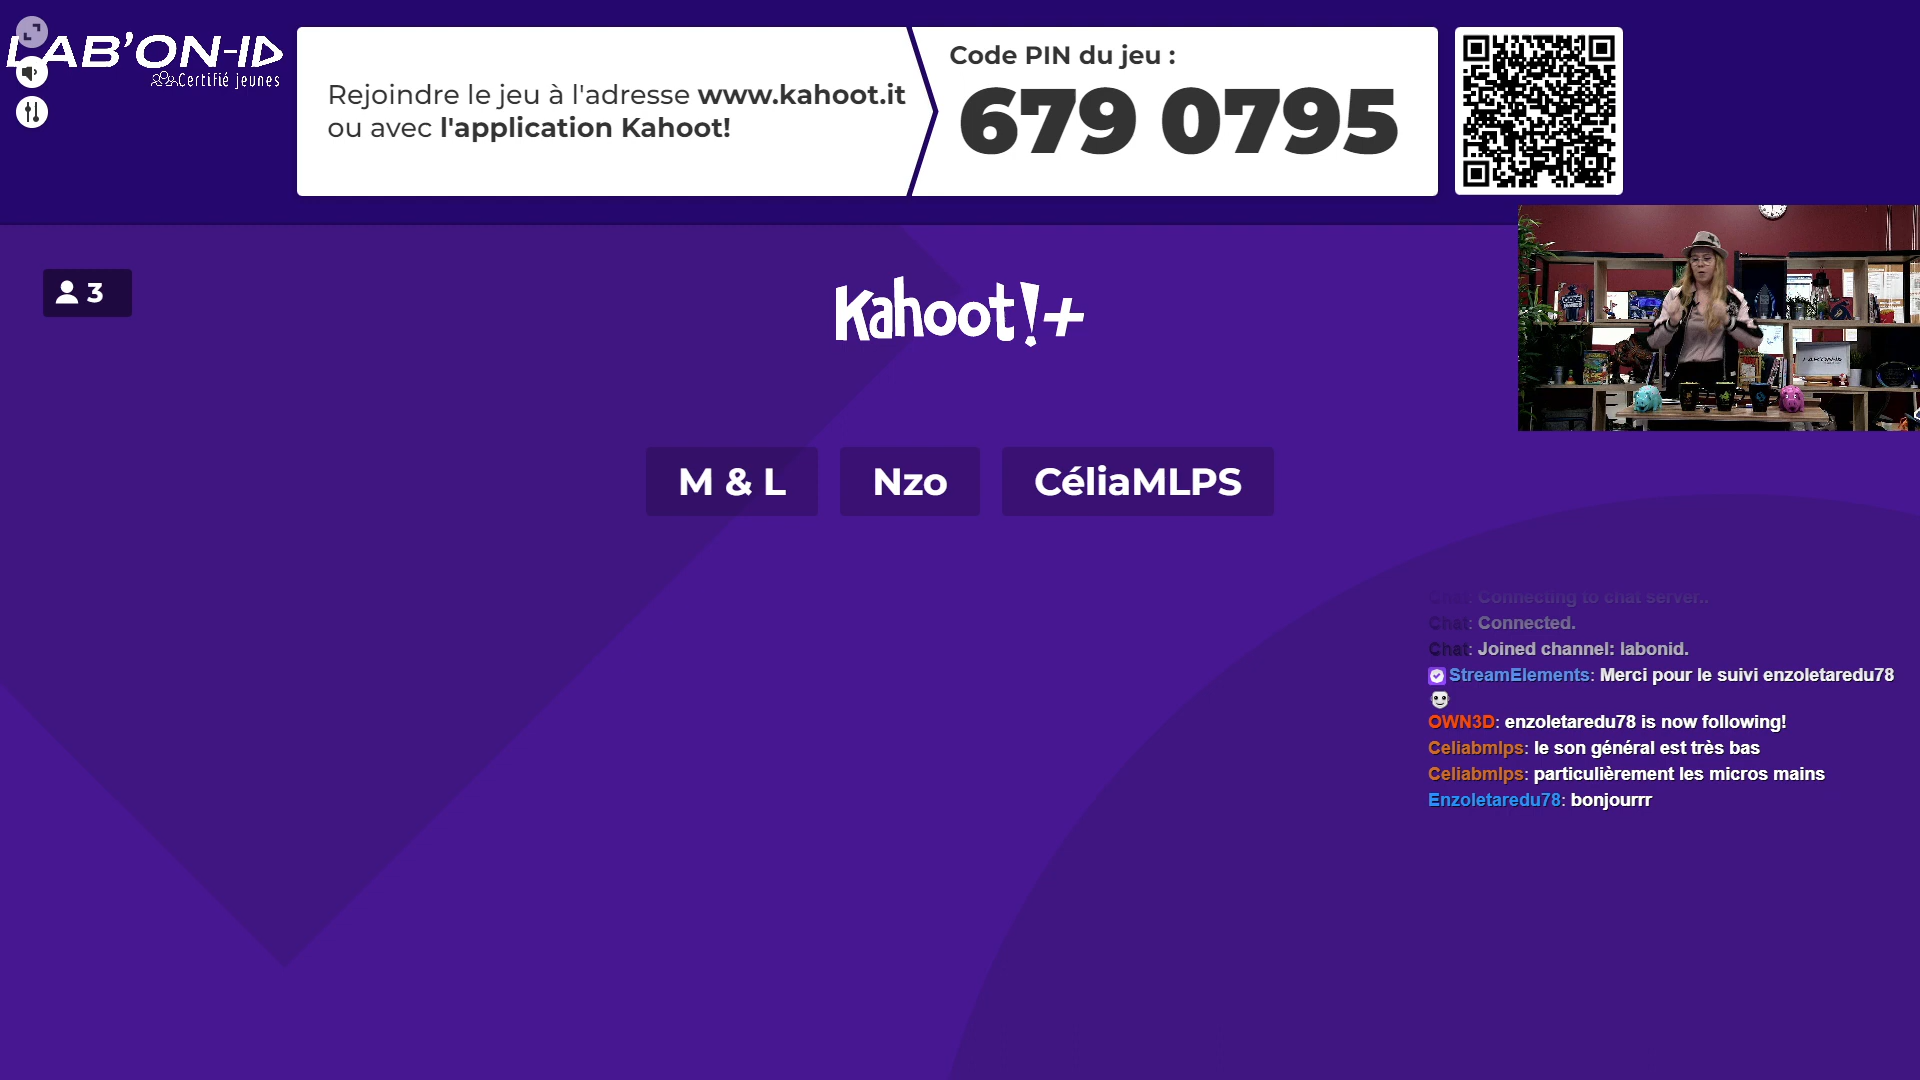 LAB'ON-ID
Certifié jeunes
Rejoindre le jeu à l'adresse www.kahoot.it
ou avec l'application Kahoot!
Code PIN du jeu :
679 0795
3
Kahoot!+
M & L
Nzo
CéliaMLPS
Chat: Connecting to chat server..
Chat: Connected.
Chat: Joined channel: labonid.
StreamElements: Merci pour le suivi enzoletaredu78
OWN3D: enzoletaredu78 is now following!
Celiabmlps: le son général est très bas
Celiabmlps: particulièrement les micros mains
Enzoletaredu78: bonjourrr